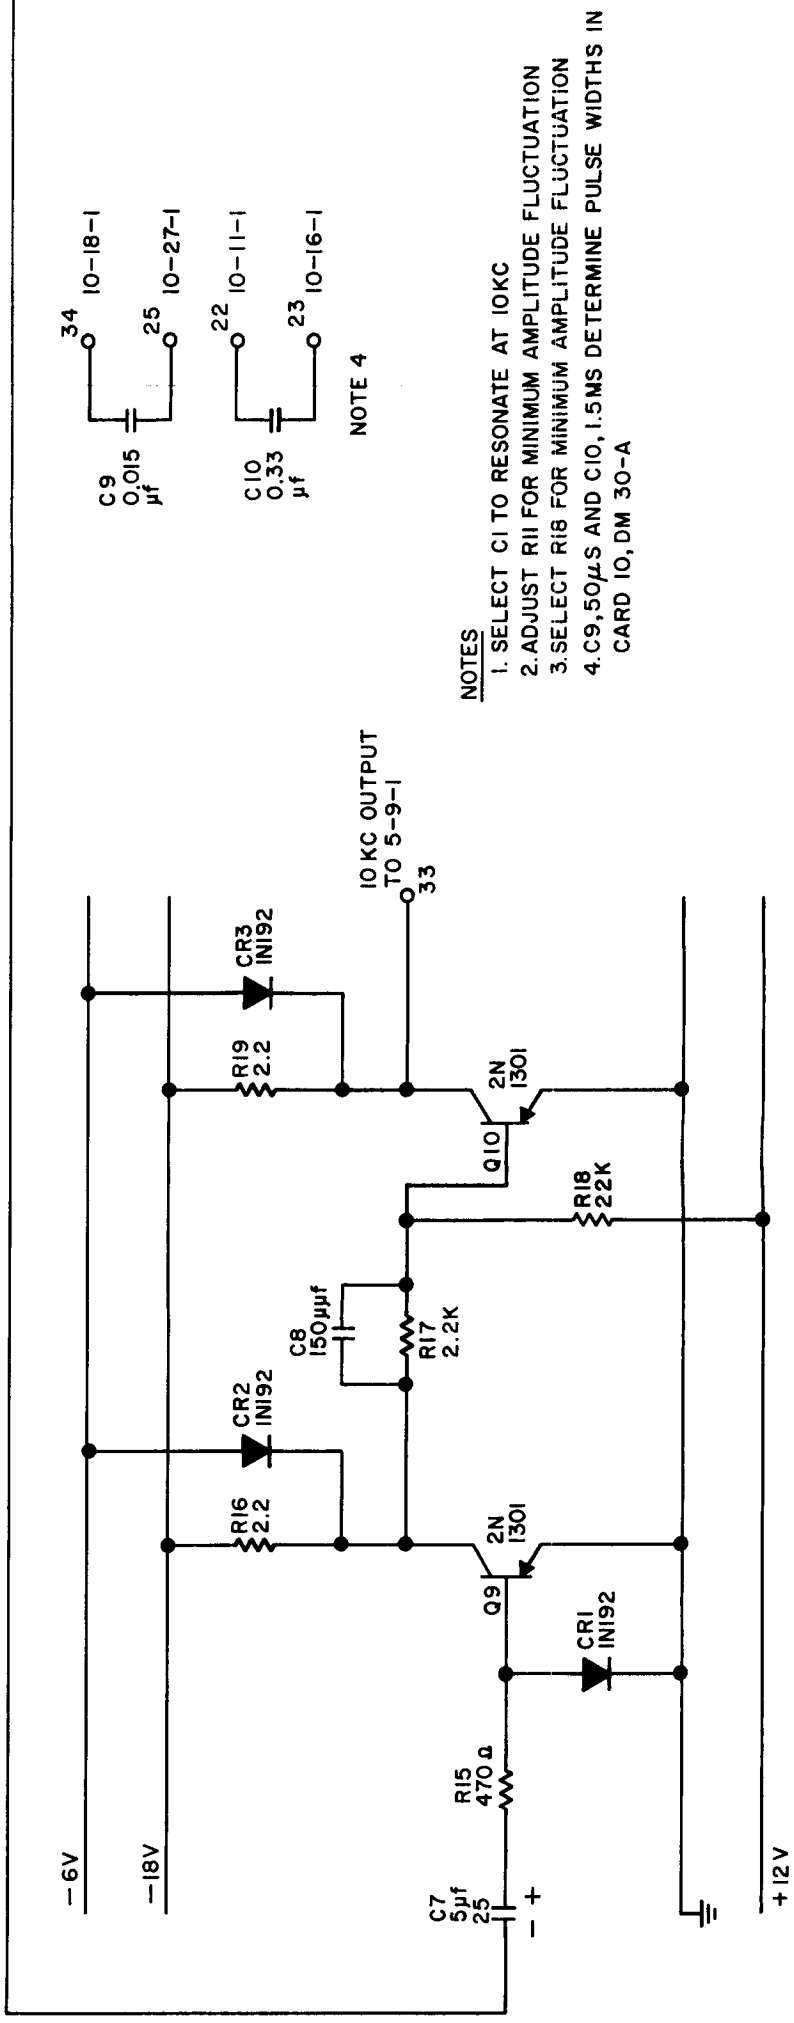 -6V
-18V
C7
5µf
25
- +
R15
470 Ω
CR1
1N192
Q9
2N
1301
R16
2.2
CR2
1N192
C8
150µµf
R17
2.2K
R18
22K
Q10
2N
1301
R19
2.2
CR3
1N192
10 KC OUTPUT
TO 5-9-1
33
+12V
C9
0.015
µf
34 10-18-1
25 10-27-1
C10
0.33
µf
22 10-11-1
23 10-16-1
NOTE 4
NOTES
1. SELECT C1 TO RESONATE AT 10KC
2. ADJUST R11 FOR MINIMUM AMPLITUDE FLUCTUATION
3. SELECT R18 FOR MINIMUM AMPLITUDE FLUCTUATION
4. C9, 50µS AND C10, 1.5MS DETERMINE PULSE WIDTHS IN
CARD 10, DM 30-A